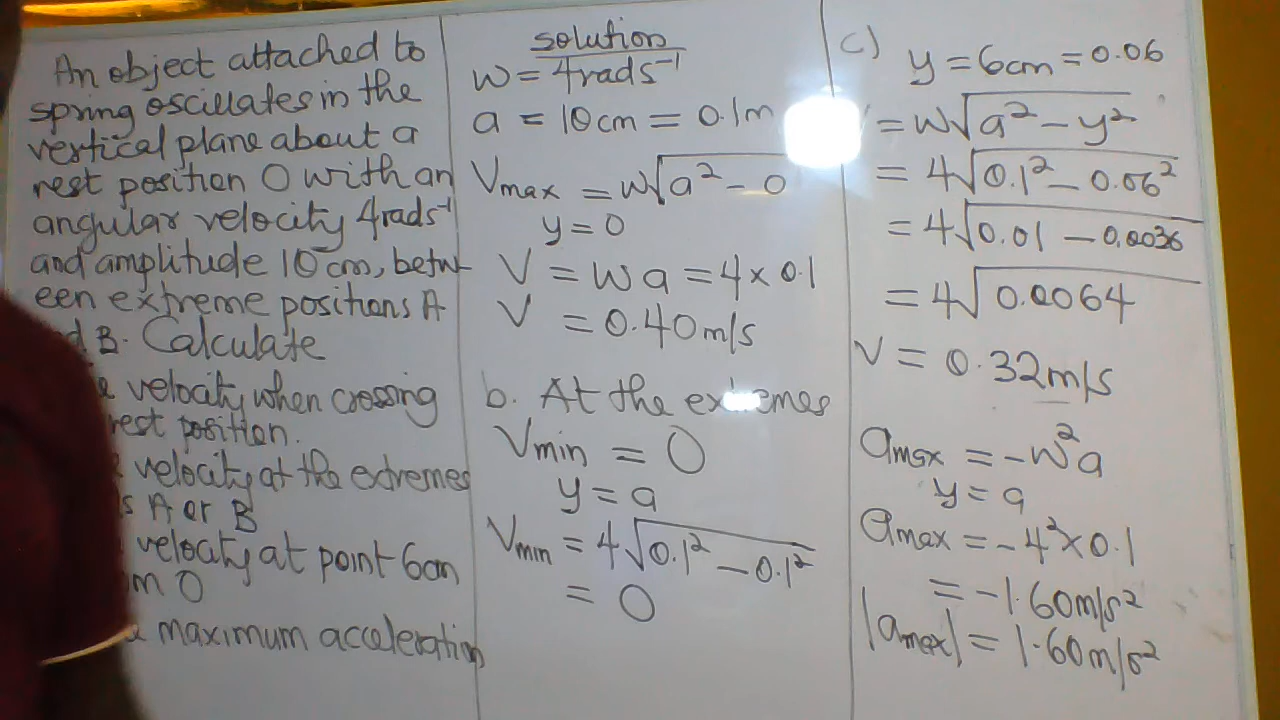 An object attached to
spring oscillates in the
vertical plane about a
rest position O with an
angular velocity 4rads⁻¹
and amplitude 10cm, betw-
een extreme positions A
B. Calculate
velocity when crossing
rest position.
velocity at the extremes
A or B
velocity at point 6cm
O
maximum acceleration
solution
w = 4rads⁻¹
a = 10cm = 0.1m
Vmax = w√a² - 0
y = 0
V = wa = 4 × 0.1
V = 0.40m/s
b. At the extremes
Vmin = 0
y = a
Vmin = 4√0.1² - 0.1²
= 0
c) y = 6cm = 0.06
= w√a² - y²
= 4√0.1² - 0.06²
= 4√0.01 - 0.0036
= 4√0.0064
V = 0.32m/s
amax = -w²a
y = a
amax = -4² × 0.1
= -1.60m/s²
|amax| = 1.60m/s²